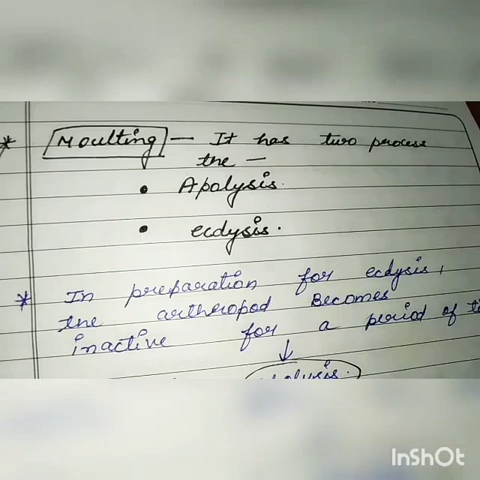 * Moulting — It has two process
the —
• Apolysis.
• ecdysis.
* In preparation for ecdysis,
the arthropod Becomes
inactive for a period of
↓
InShOt